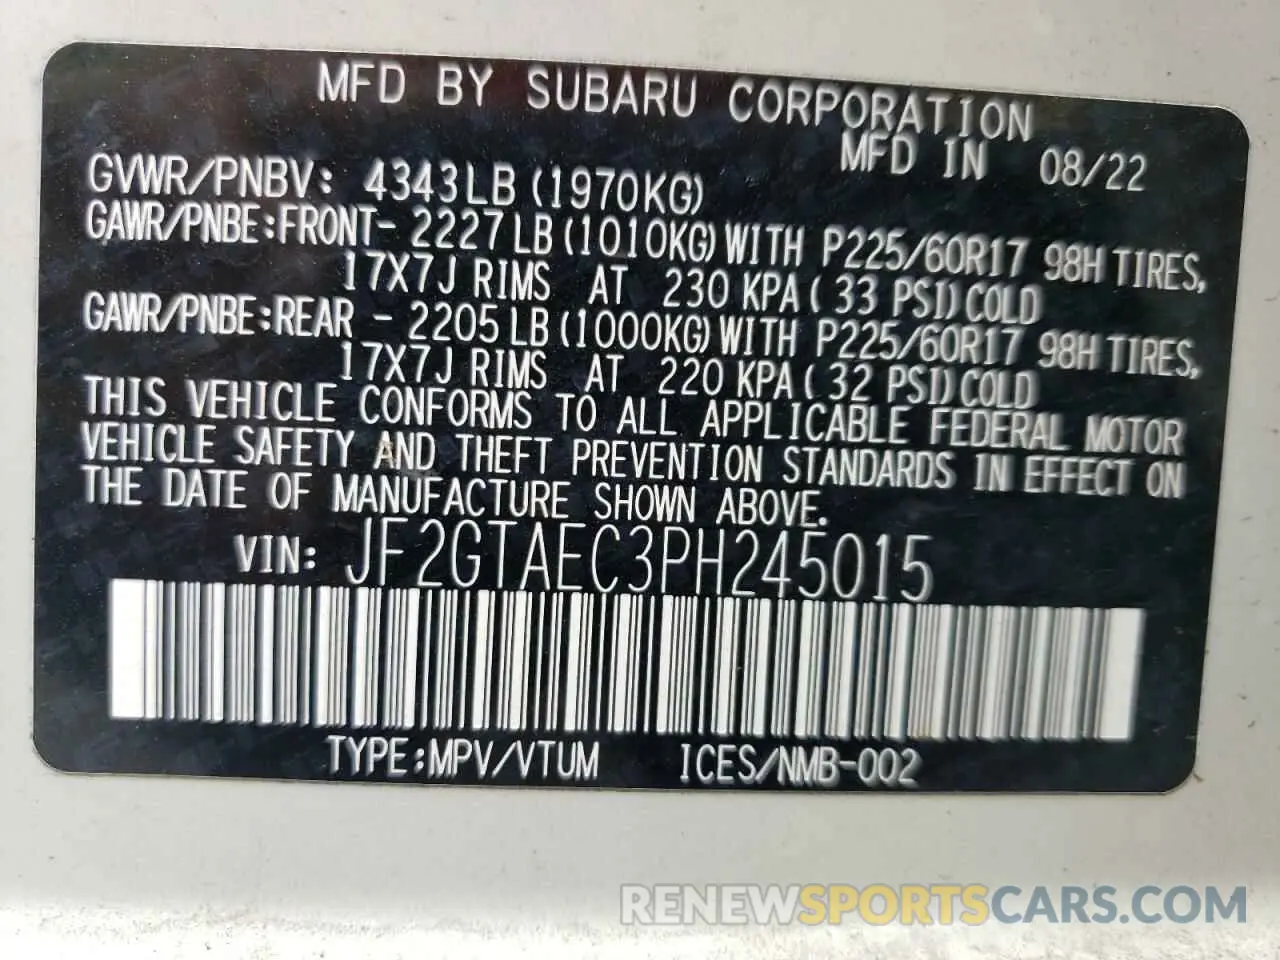 MFD BY SUBARU CORPORATION
MFD IN 08/22
GVWR/PNBV: 4343LB (1970KG)
GAWR/PNBE:FRONT- 2227LB (1010KG) WITH P225/60R17 98H TIRES,
17X7J RIMS AT 230 KPA ( 33 PSI) COLD
GAWR/PNBE:REAR - 2205LB (1000KG) WITH P225/60R17 98H TIRES,
17X7J RIMS AT 220 KPA ( 32 PSI) COLD
THIS VEHICLE CONFORMS TO ALL APPLICABLE FEDERAL MOTOR
VEHICLE SAFETY AND THEFT PREVENTION STANDARDS IN EFFECT ON
THE DATE OF MANUFACTURE SHOWN ABOVE.
VIN: JF2GTAEC3PH245015
TYPE:MPV/VTUM ICES/NMB-002
RENEWSPORTSCARS.COM